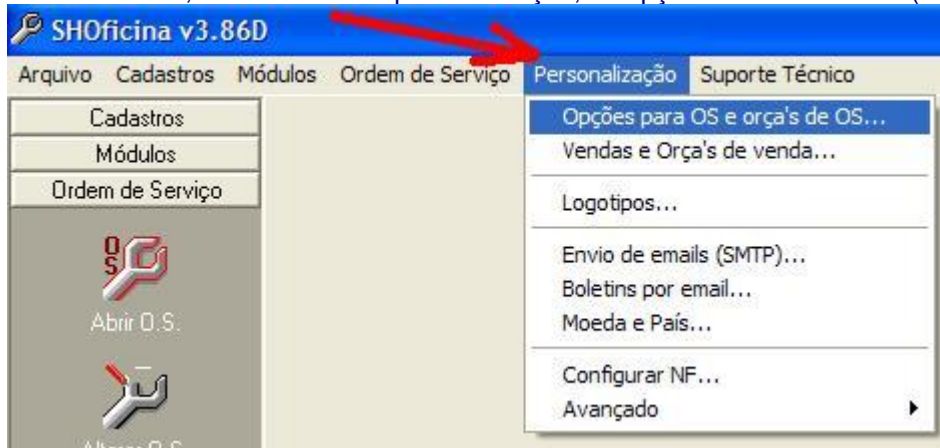 SHOficina v3.86D
Arquivo Cadastros Módulos Ordem de Serviço Personalização Suporte Técnico
Cadastros
Módulos
Ordem de Serviço
OS
Abrir O.S.
Opções para OS e orça's de OS...
Vendas e Orça's de venda...
Logotipos...
Envio de emails (SMTP)...
Boletins por email...
Moeda e País...
Configurar NF...
Avançado